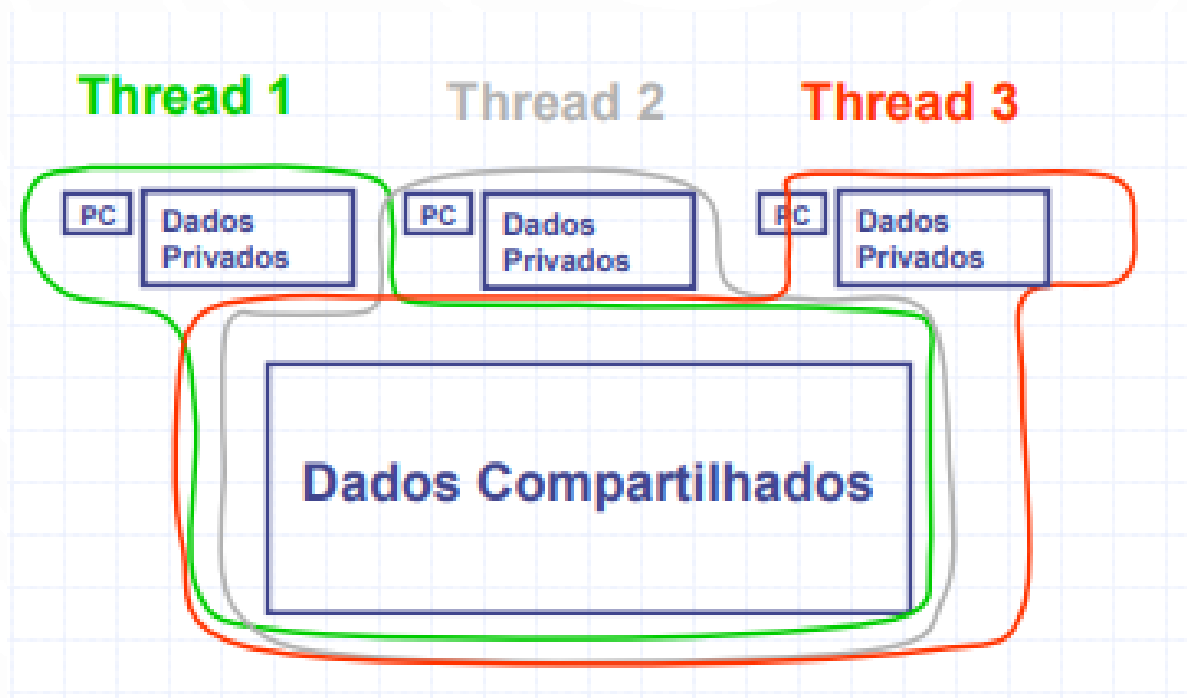 Thread 1
Thread 2
Thread 3
PC
Dados
Privados
PC
Dados
Privados
PC
Dados
Privados
Dados Compartilhados